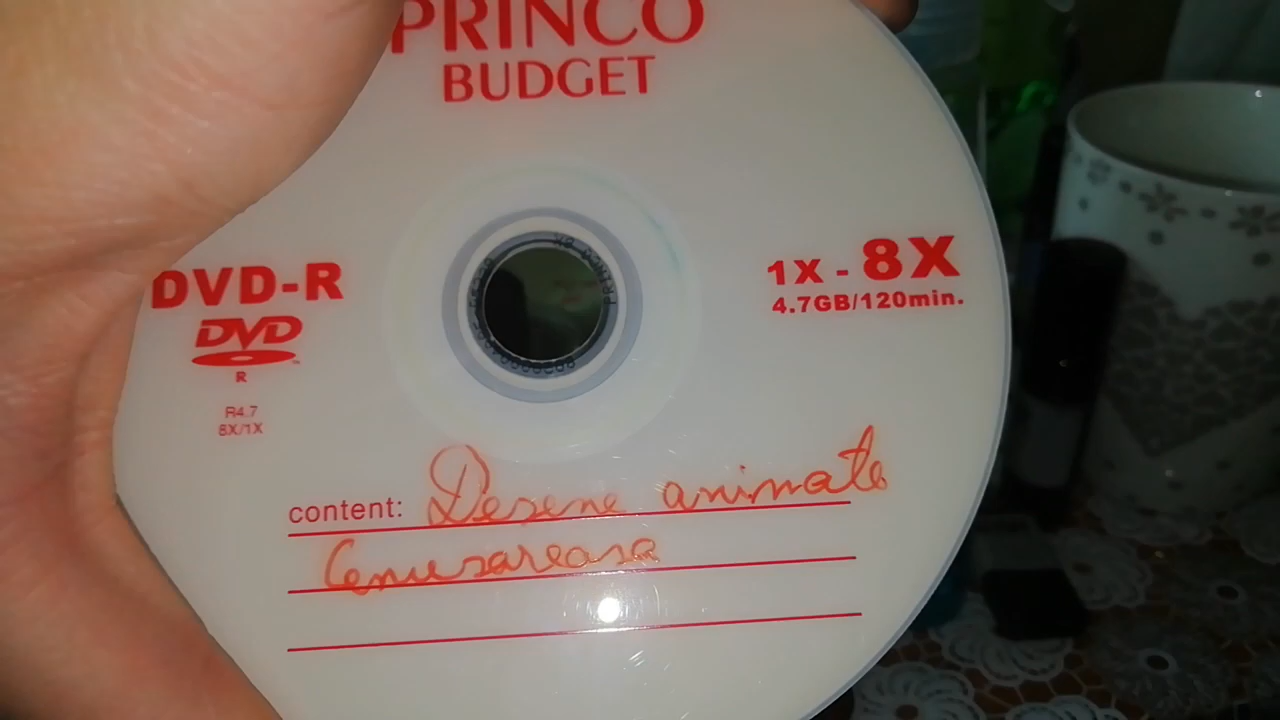 PRINCO
BUDGET
DVD-R
DVD
R
R4.7
8X/1X
1X - 8X
4.7GB/120min.
content: Desene animate
Cenusareasa